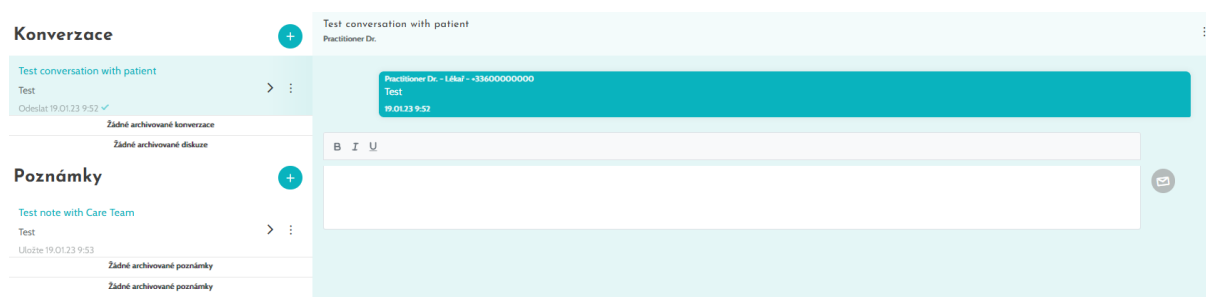 Konverzace
+
Test conversation with patient
Test
Odeslat 19.01.23 9:52
Žádné archivované konverzace
Žádné archivované diskuze
Poznámky
+
Test note with Care Team
Test
Uložte 19.01.23 9:53
Žádné archivované poznámky
Žádné archivované poznámky
Test conversation with patient
Practitioner Dr.
Practitioner Dr. - Lékař - +33600000000
Test
19.01.23 9:52
B I U